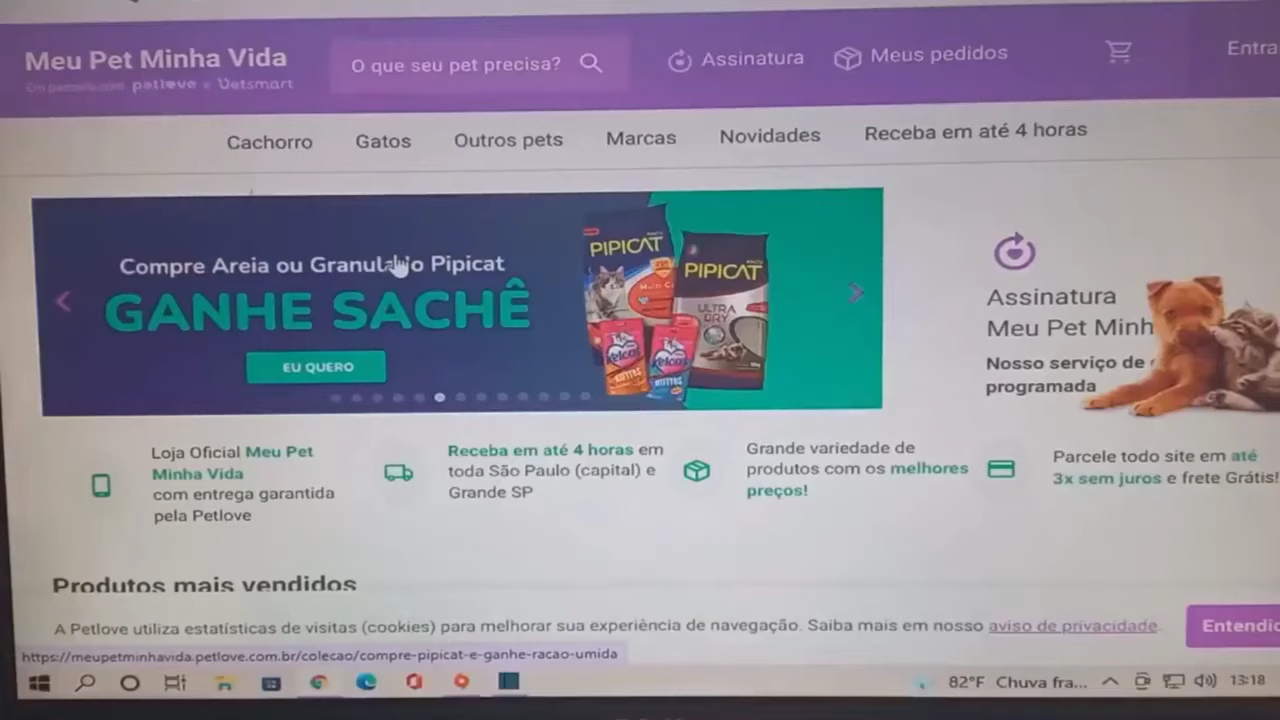 Meu Pet Minha Vida
Em parceria com petlove e Vetsmart
O que seu pet precisa?
Assinatura
Meus pedidos
Entra
Cachorro
Gatos
Outros pets
Marcas
Novidades
Receba em até 4 horas
Compre Areia ou Granulado Pipicat
GANHE SACHÊ
EU QUERO
PIPICAT
PIPICAT
ULTRA
DRY
Kelcat
Kelcat
Assinatura
Meu Pet Minh
Nosso serviço de
programada
Loja Oficial Meu Pet
Minha Vida
com entrega garantida
pela Petlove
Receba em até 4 horas em
toda São Paulo (capital) e
Grande SP
Grande variedade de
produtos com os melhores
preços!
Parcele todo site em até
3x sem juros e frete Grátis!
Produtos mais vendidos
A Petlove utiliza estatísticas de visitas (cookies) para melhorar sua experiência de navegação. Saiba mais em nosso aviso de privacidade.
Entendid
https://meupetminhavida.petlove.com.br/colecao/compre-pipicat-e-ganhe-racao-umida
82°F Chuva fra...
13:18